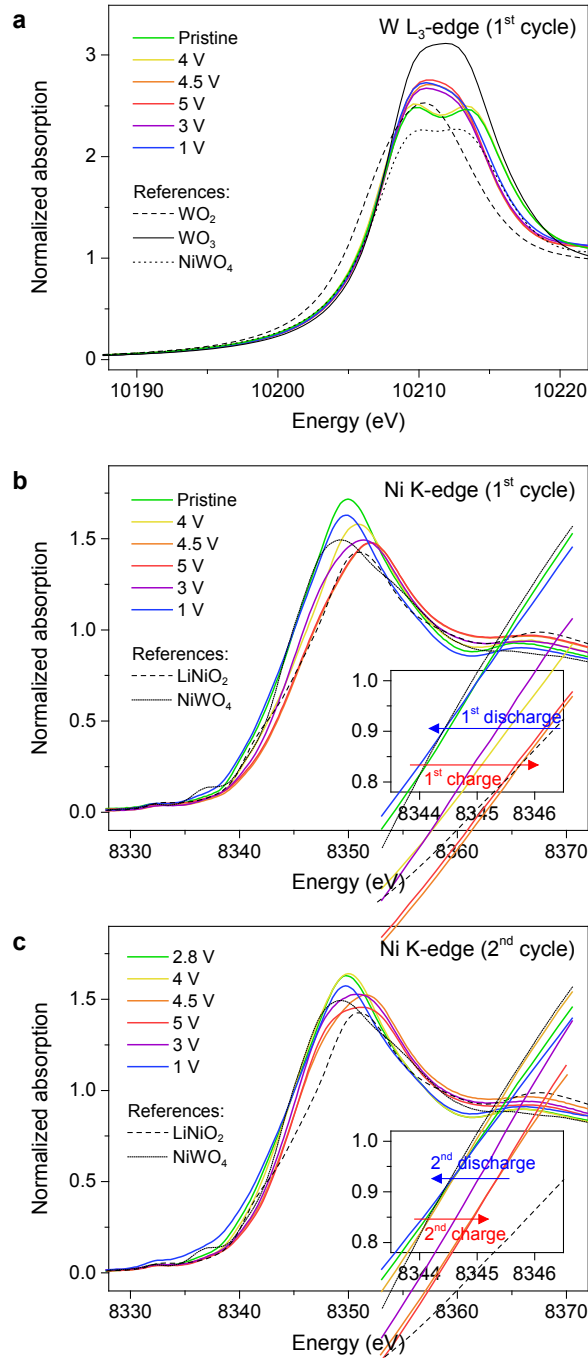 a
W L₃-edge (1ˢᵗ cycle)
Pristine
4 V
4.5 V
5 V
3 V
1 V
References:
WO₂
WO₃
NiWO₄
Normalized absorption
3
2
1
0
10190 10200 10210 10220
Energy (eV)
b
Ni K-edge (1ˢᵗ cycle)
Pristine
4 V
4.5 V
5 V
3 V
1 V
References:
LiNiO₂
NiWO₄
Normalized absorption
1.5
1.0
0.5
0.0
1.0
0.9
0.8
1ˢᵗ discharge
1ˢᵗ charge
8344 8345 8346
8330 8340 8350 8360 8370
Energy (eV)
c
Ni K-edge (2ⁿᵈ cycle)
2.8 V
4 V
4.5 V
5 V
3 V
1 V
References:
LiNiO₂
NiWO₄
Normalized absorption
1.5
1.0
0.5
0.0
1.0
0.9
0.8
2ⁿᵈ discharge
2ⁿᵈ charge
8344 8345 8346
8330 8340 8350 8360 8370
Energy (eV)